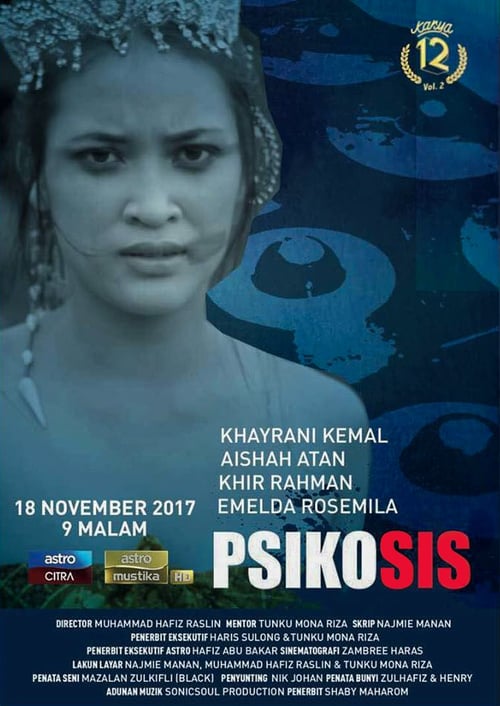 Karya
12
Vol. 2
KHAYRANI KEMAL
AISHAH ATAN
KHIR RAHMAN
EMELDA ROSEMILA
18 NOVEMBER 2017
9 MALAM
astro
CITRA
astro
mustika HD
PSIKOSIS
DIRECTOR MUHAMMAD HAFIZ RASLIN MENTOR TUNKU MONA RIZA SKRIP NAJMIE MANAN
PENERBIT EKSEKUTIF HARIS SULONG & TUNKU MONA RIZA
PENERBIT EKSEKUTIF ASTRO HAFIZ ABU BAKAR SINEMATOGRAFI ZAMBREE HARAS
LAKUN LAYAR NAJMIE MANAN, MUHAMMAD HAFIZ RASLIN & TUNKU MONA RIZA
PENATA SENI MAZALAN ZULKIFLI (BLACK) PENYUNTING NIK JOHAN PENATA BUNYI ZULHAFIZ & HENRY
ADUNAN MUZIK SONICSOUL PRODUCTION PENERBIT SHABY MAHAROM